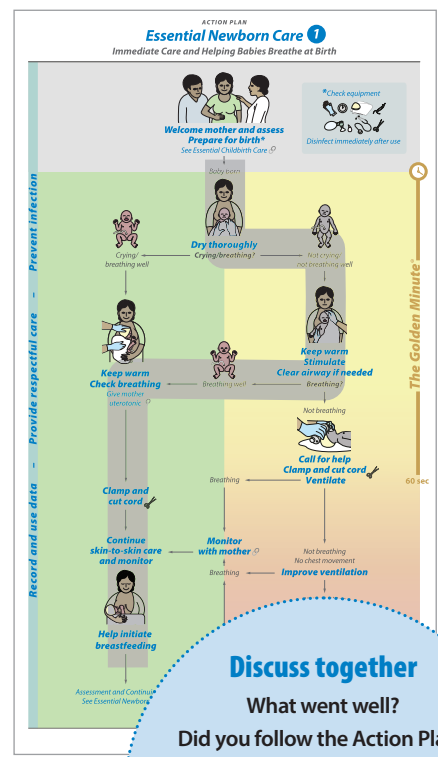 ACTION PLAN
Essential Newborn Care 1
Immediate Care and Helping Babies Breathe at Birth
*Check equipment
Disinfect immediately after use
Welcome mother and assess
Prepare for birth*
See Essential Childbirth Care
Baby born
Dry thoroughly
Crying/breathing?
Crying/
breathing well
Not crying/
not breathing well
Keep warm
Check breathing
Give mother
uterotonic
Breathing well
Keep warm
Stimulate
Clear airway if needed
Breathing?
Not breathing
Call for help
Clamp and cut cord
Ventilate
Breathing
Clamp and
cut cord
Continue
skin-to-skin care
and monitor
Monitor
with mother
Not breathing
No chest movement
Breathing
Improve ventilation
Help initiate
breastfeeding
Assessment and Continu
See Essential Newborn
Prevent infection
–
Provide respectful care
–
Record and use data
The Golden Minute®
60 sec
Discuss together
What went well?
Did you follow the Action Pla